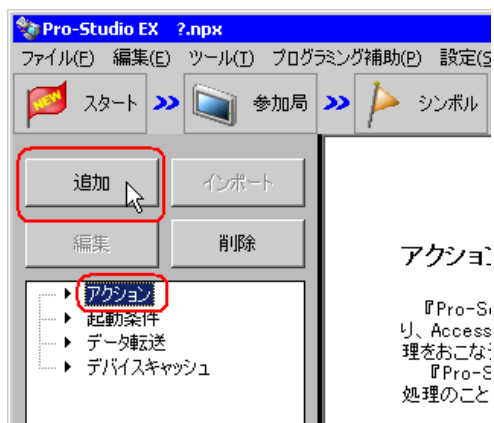 Pro-Studio EX ?.npx
ファイル(F) 編集(E) ツール(T) プログラミング補助(P) 設定(S
NEW スタート 参加局 シンボル
追加 インポート
編集 削除
アクション
起動条件
データ転送
デバイスキャッシュ
アクション
『Pro-Se
り、Access
理をおこな
『Pro-S
処理のこと